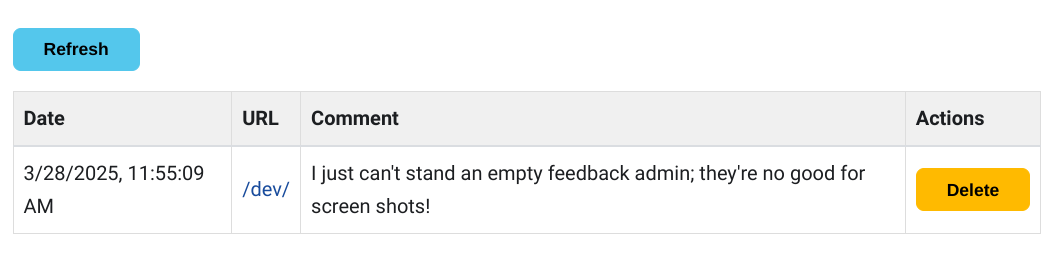 Refresh
Date URL Comment Actions
3/28/2025, 11:55:09 I just can't stand an empty feedback admin; they're no good for
/dev/ Delete
AM screen shots!